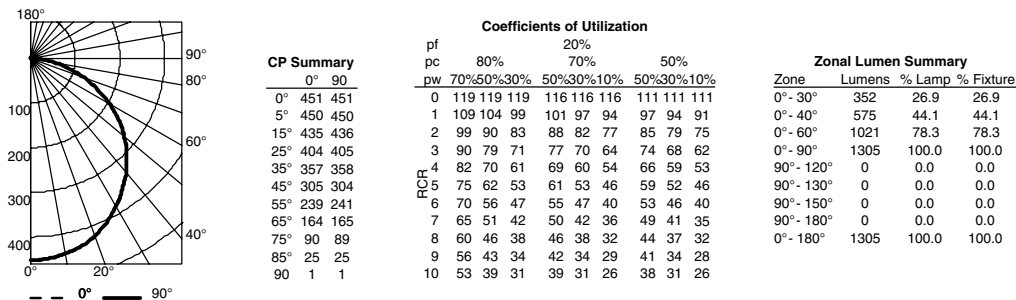 180°
90°
80°
60°
40°
100
200
300
400
0° 20°
0° 90°
CP Summary
0° 90
0° 451 451
5° 450 450
15° 435 436
25° 404 405
35° 357 358
45° 305 304
55° 239 241
65° 164 165
75° 90 89
85° 25 25
90 1 1
Coefficients of Utilization
pf 20%
pc 80% 70% 50%
pw 70%50%30% 50%30%10% 50%30%10%
RCR
0 119 119 119 116 116 116 111 111 111
1 109 104 99 101 97 94 97 94 91
2 99 90 83 88 82 77 85 79 75
3 90 79 71 77 70 64 74 68 62
4 82 70 61 69 60 54 66 59 53
5 75 62 53 61 53 46 59 52 46
6 70 56 47 55 47 40 53 46 40
7 65 51 42 50 42 36 49 41 35
8 60 46 38 46 38 32 44 37 32
9 56 43 34 42 34 29 41 34 28
10 53 39 31 39 31 26 38 31 26
Zonal Lumen Summary
Zone Lumens % Lamp % Fixture
0°- 30° 352 26.9 26.9
0°- 40° 575 44.1 44.1
0°- 60° 1021 78.3 78.3
0°- 90° 1305 100.0 100.0
90°- 120° 0 0.0 0.0
90°- 130° 0 0.0 0.0
90°- 150° 0 0.0 0.0
90°- 180° 0 0.0 0.0
0°- 180° 1305 100.0 100.0